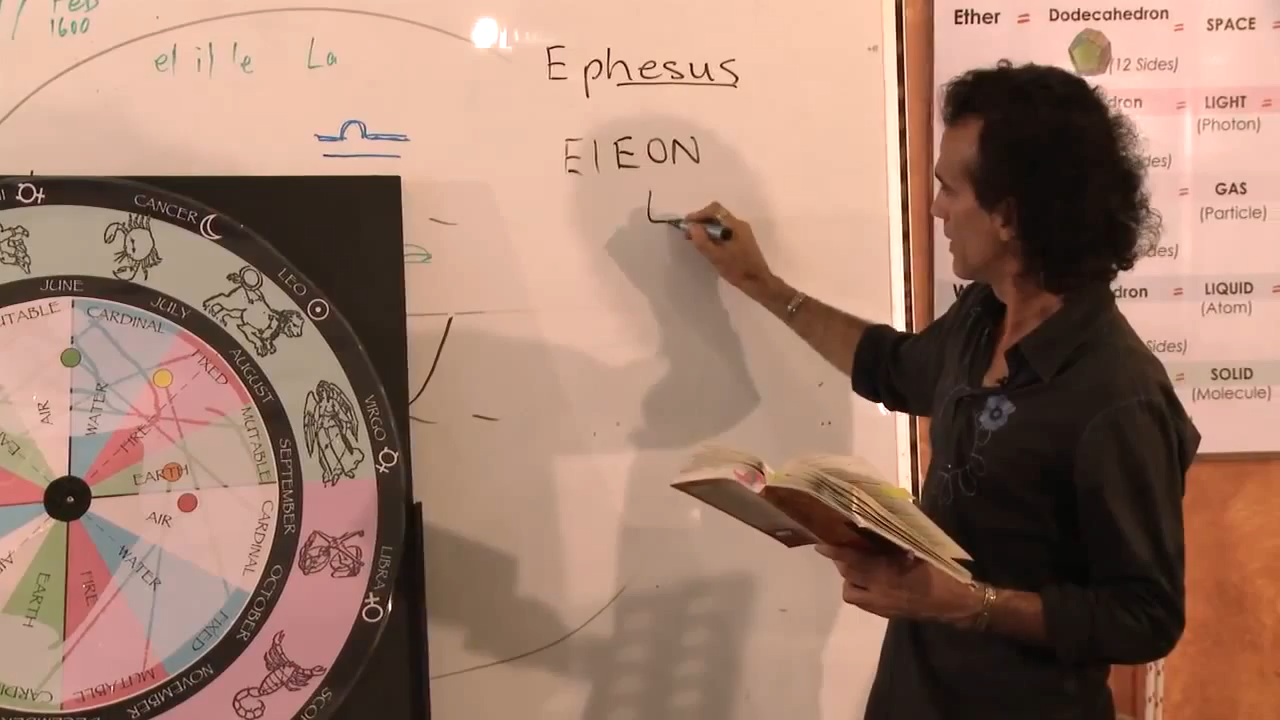 FEB
1600
el il le La
Ephesus
ElEON
L
CANCER
LEO
VIRGO
LIBRA
JUNE
JULY
AUGUST
SEPTEMBER
OCTOBER
NOVEMBER
CARDINAL
FIXED
MUTABLE
CARDINAL
FIXED
MUTABLE
AIR
WATER
FIRE
EARTH
AIR
WATER
FIRE
EARTH
Ether = Dodecahedron = SPACE =
(12 Sides)
= LIGHT =
(Photon)
= GAS
(Particle)
= LIQUID =
(Atom)
Sides)
= SOLID
(Molecule)